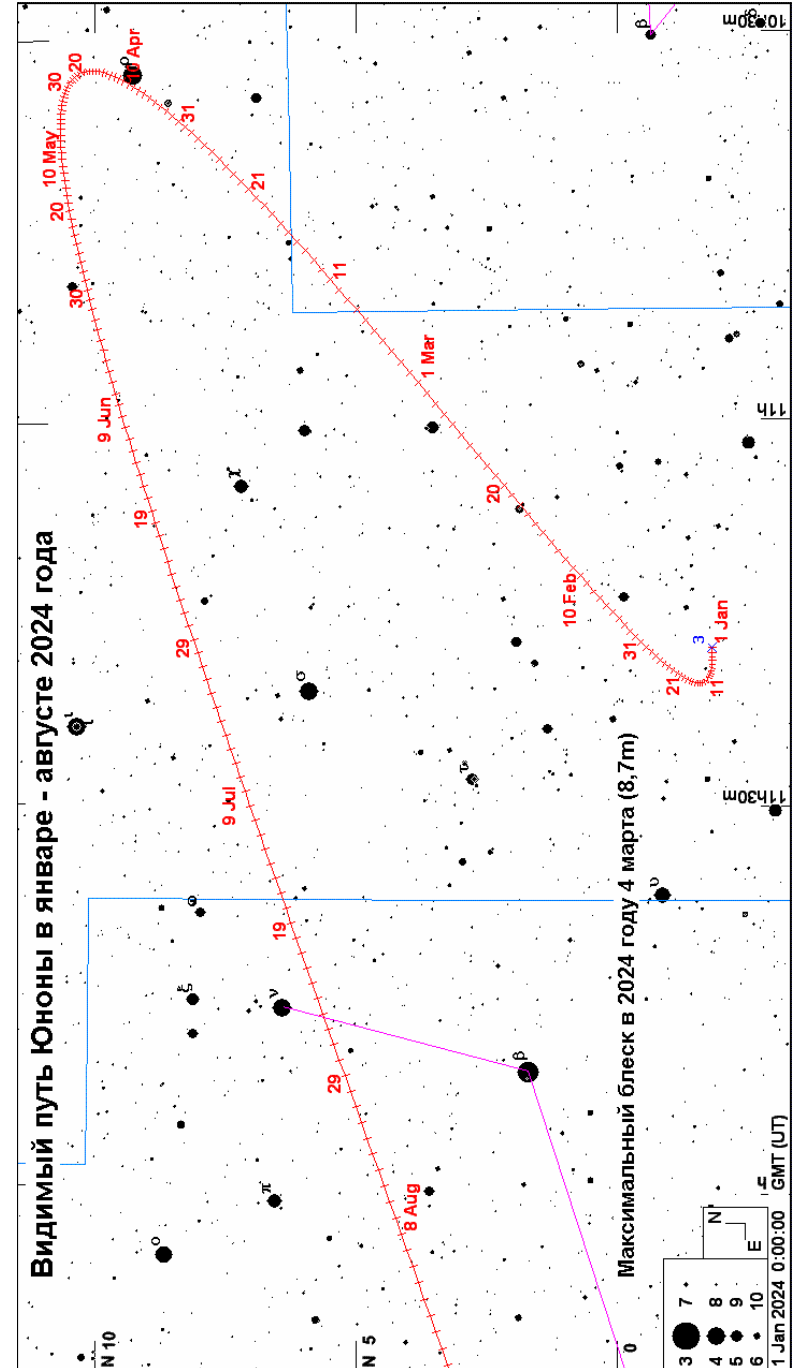 Видимый путь Юноны в январе - августе 2024 года
N 10
N 5
0
30
20
10 Apr
ο
10 May
20
30
31
21
11
9 Jun
1 Mar
19
χ
20
29
10 Feb
ι
σ
31
21
11
3
1 Jan
9 Jul
τ
19
ξ
ν
ω
υ
29
β
π
8 Aug
ο
β
δ
10h30m
11h
11h30m
Максимальный блеск в 2024 году 4 марта (8,7m)
3 7
4 8
5 9
6 10
N
E
1 Jan 2024 0:00:00 GMT (UT)